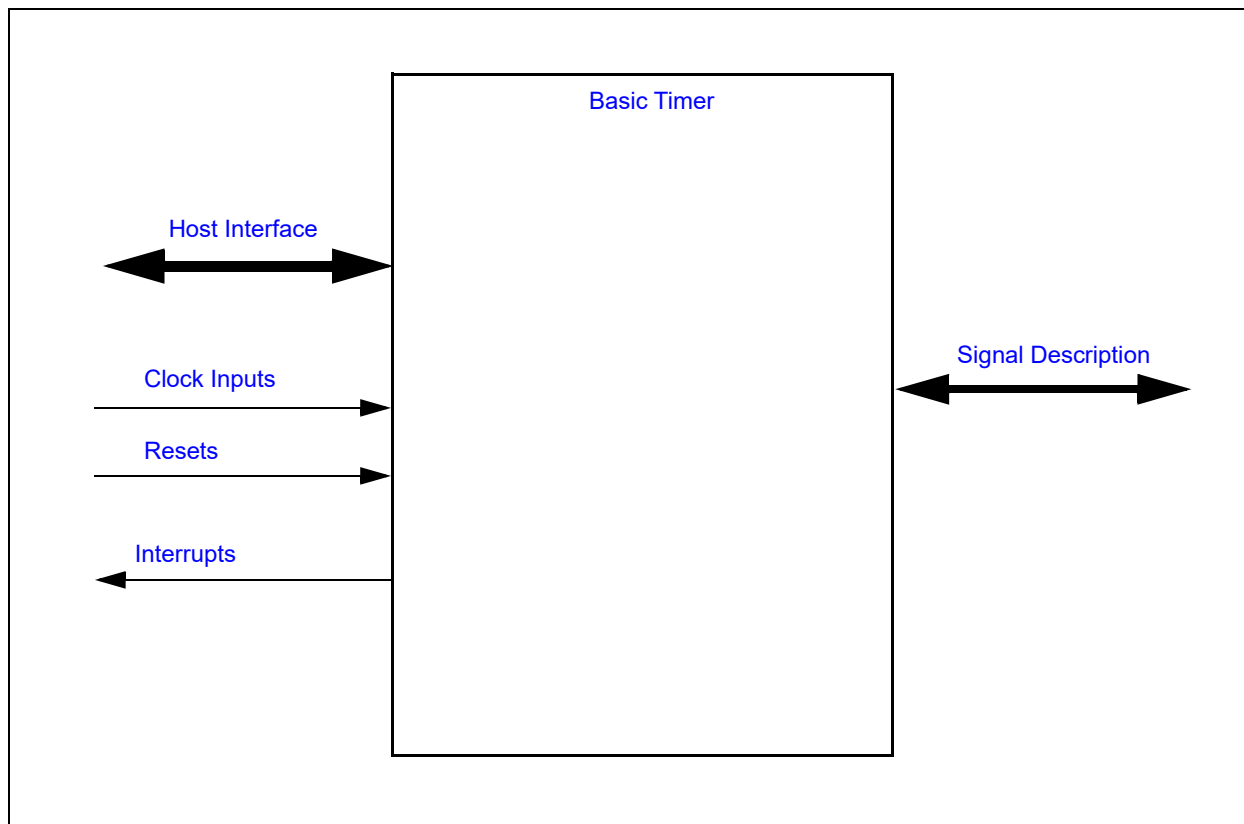 Basic Timer
Host Interface
Signal Description
Clock Inputs
Resets
Interrupts